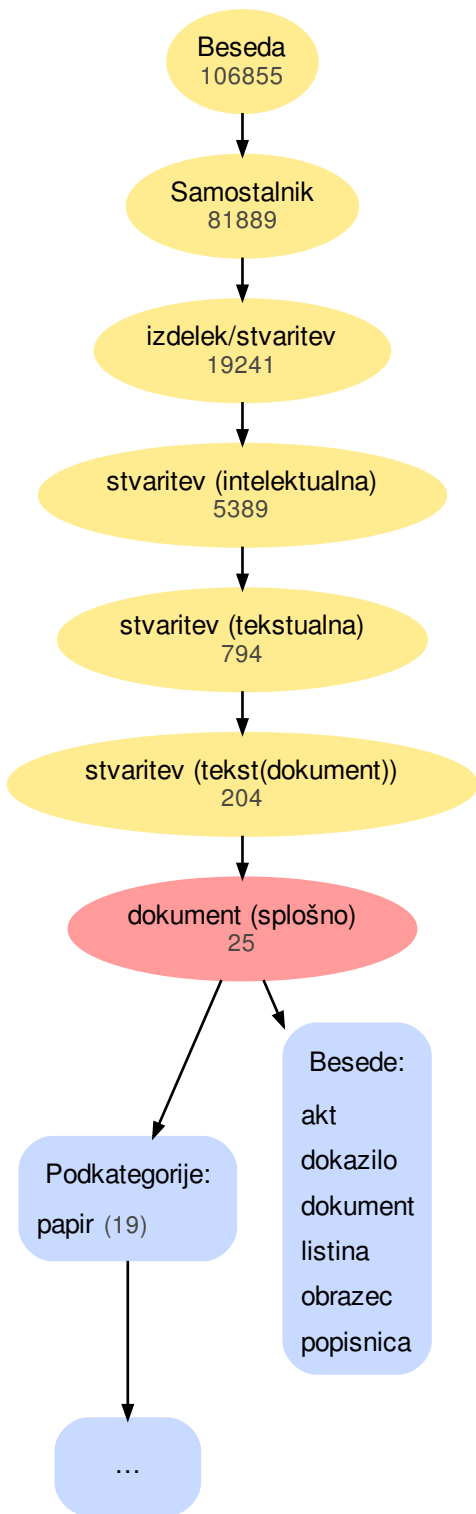 Beseda
106855
Samostalnik
81889
izdelek/stvaritev
19241
stvaritev (intelektualna)
5389
stvaritev (tekstualna)
794
stvaritev (tekst(dokument))
204
dokument (splošno)
25
Besede:
akt
dokazilo
dokument
listina
obrazec
popisnica
Podkategorije:
papir (19)
...